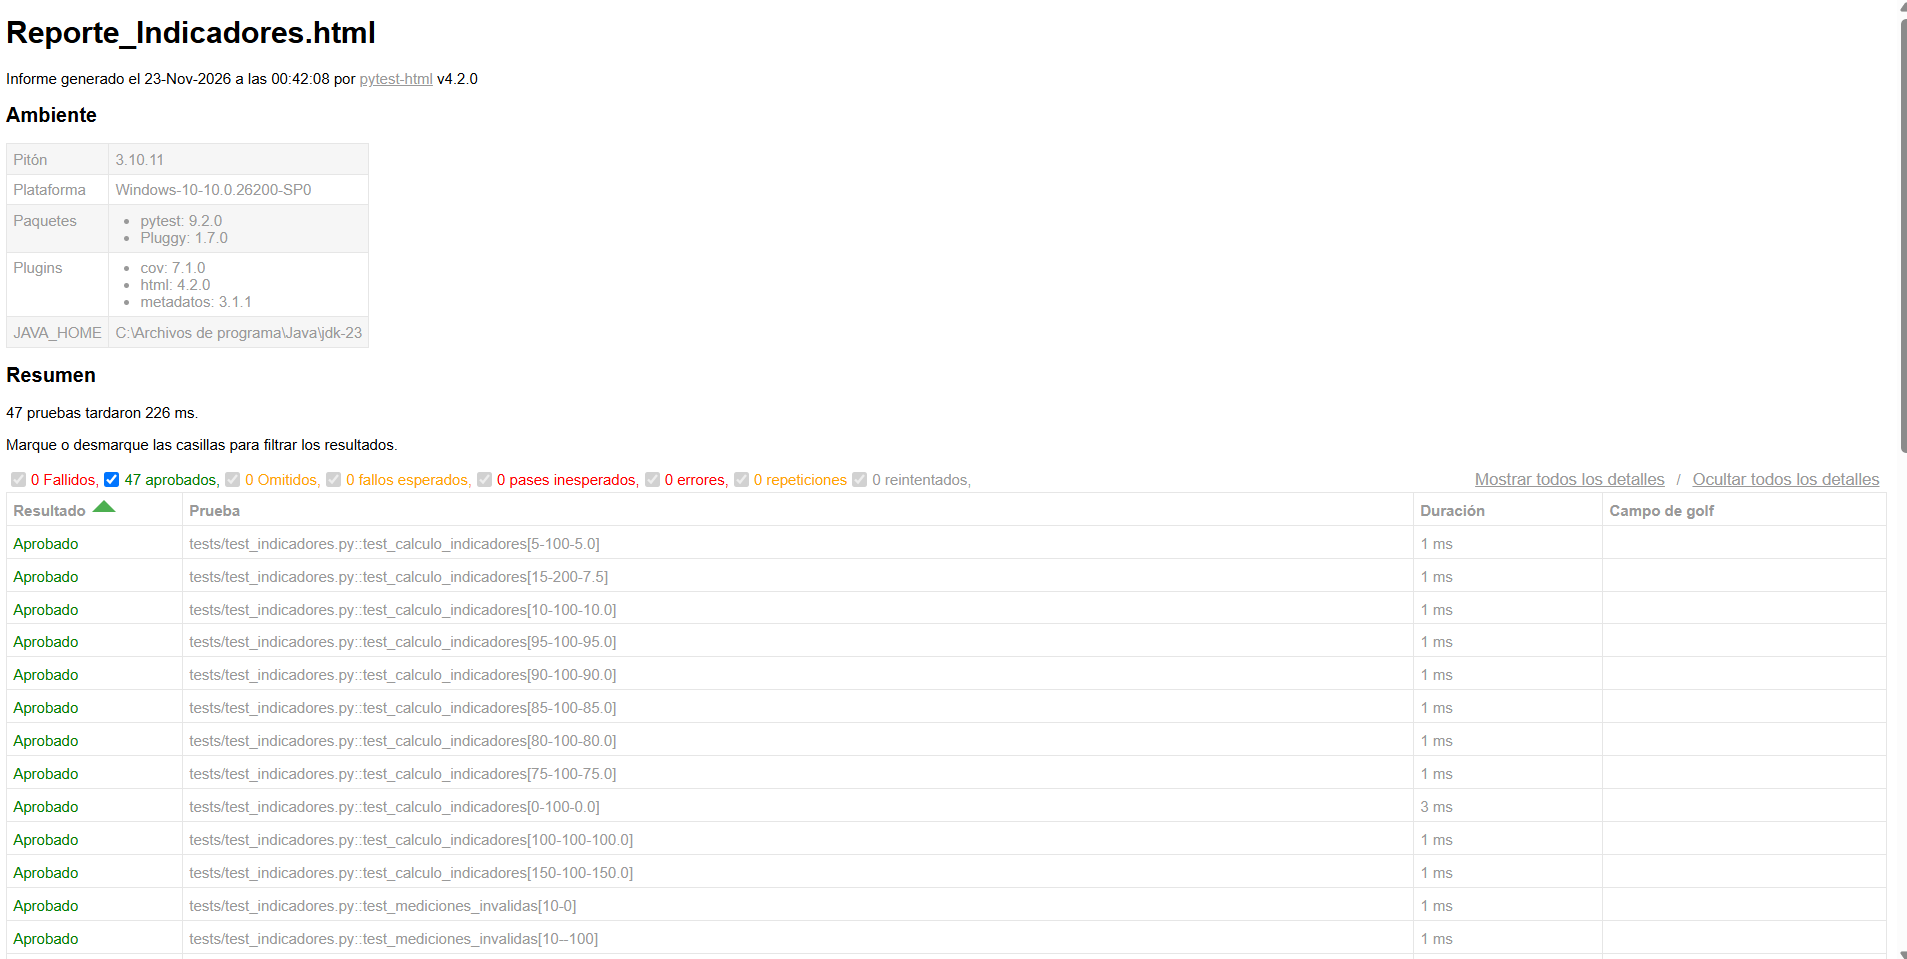 Reporte_Indicadores.html
Informe generado el 23-Nov-2026 a las 00:42:08 por pytest-html v4.2.0
Ambiente
Pitón 3.10.11
Plataforma Windows-10-10.0.26200-SP0
Paquetes
pytest: 9.2.0
Pluggy: 1.7.0
Plugins
cov: 7.1.0
html: 4.2.0
metadatos: 3.1.1
JAVA_HOME C:\Archivos de programa\Java\jdk-23
Resumen
47 pruebas tardaron 226 ms.
Marque o desmarque las casillas para filtrar los resultados.
0 Fallidos, 47 aprobados, 0 Omitidos, 0 fallos esperados, 0 pases inesperados, 0 errores, 0 repeticiones 0 reintentados, Mostrar todos los detalles / Ocultar todos los detalles
Resultado Prueba Duración Campo de golf
Aprobado tests/test_indicadores.py::test_calculo_indicadores[5-100-5.0] 1 ms
Aprobado tests/test_indicadores.py::test_calculo_indicadores[15-200-7.5] 1 ms
Aprobado tests/test_indicadores.py::test_calculo_indicadores[10-100-10.0] 1 ms
Aprobado tests/test_indicadores.py::test_calculo_indicadores[95-100-95.0] 1 ms
Aprobado tests/test_indicadores.py::test_calculo_indicadores[90-100-90.0] 1 ms
Aprobado tests/test_indicadores.py::test_calculo_indicadores[85-100-85.0] 1 ms
Aprobado tests/test_indicadores.py::test_calculo_indicadores[80-100-80.0] 1 ms
Aprobado tests/test_indicadores.py::test_calculo_indicadores[75-100-75.0] 1 ms
Aprobado tests/test_indicadores.py::test_calculo_indicadores[0-100-0.0] 3 ms
Aprobado tests/test_indicadores.py::test_calculo_indicadores[100-100-100.0] 1 ms
Aprobado tests/test_indicadores.py::test_calculo_indicadores[150-100-150.0] 1 ms
Aprobado tests/test_indicadores.py::test_mediciones_invalidas[10-0] 1 ms
Aprobado tests/test_indicadores.py::test_mediciones_invalidas[10--100] 1 ms